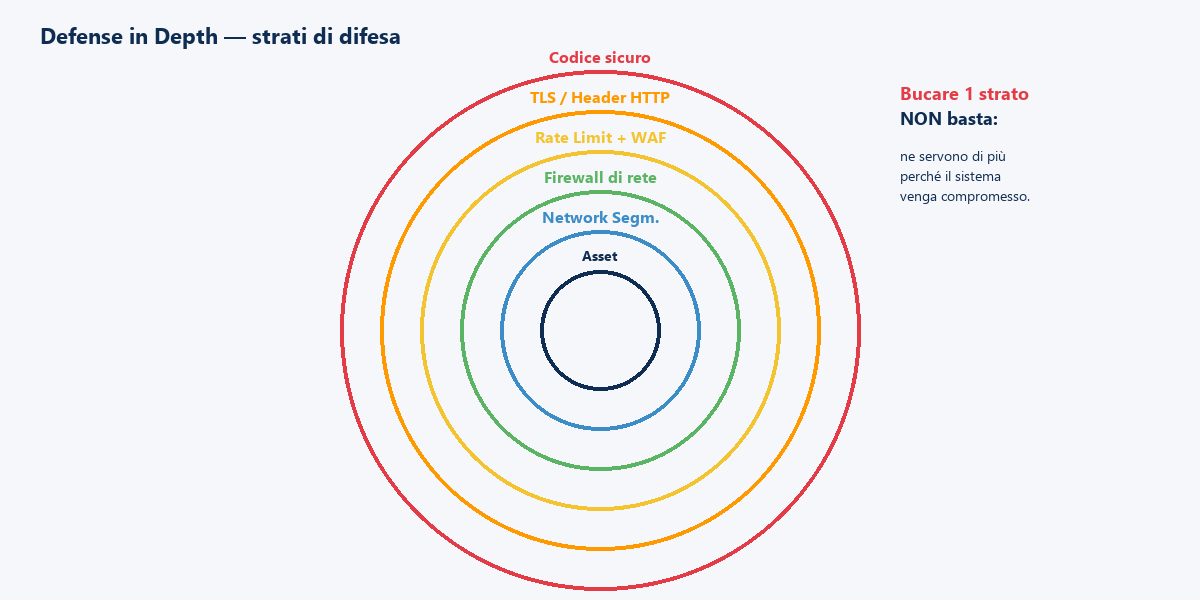 Defense in Depth — strati di difesa
Codice sicuro
TLS / Header HTTP
Rate Limit + WAF
Firewall di rete
Network Segm.
Asset
Bucare 1 strato
NON basta:
ne servono di più
perché il sistema
venga compromesso.